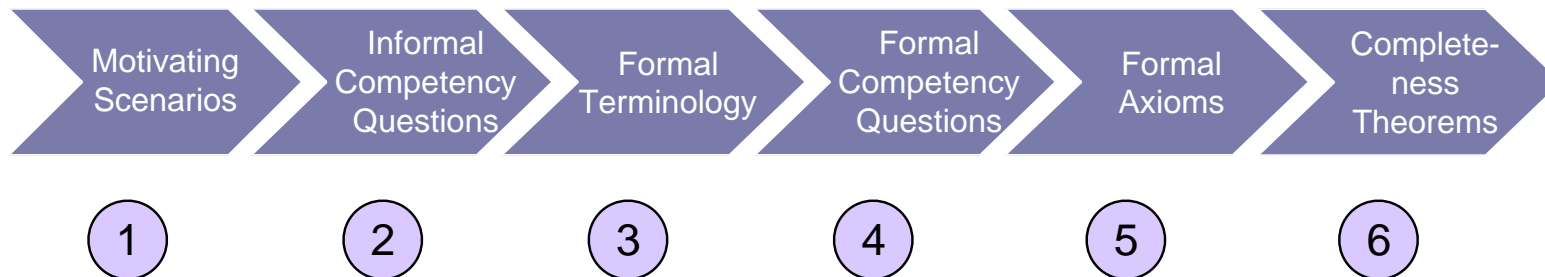 Motivating
Scenarios
Informal
Competency
Questions
Formal
Terminology
Formal
Competency
Questions
Formal
Axioms
Complete-
ness
Theorems
1
2
3
4
5
6